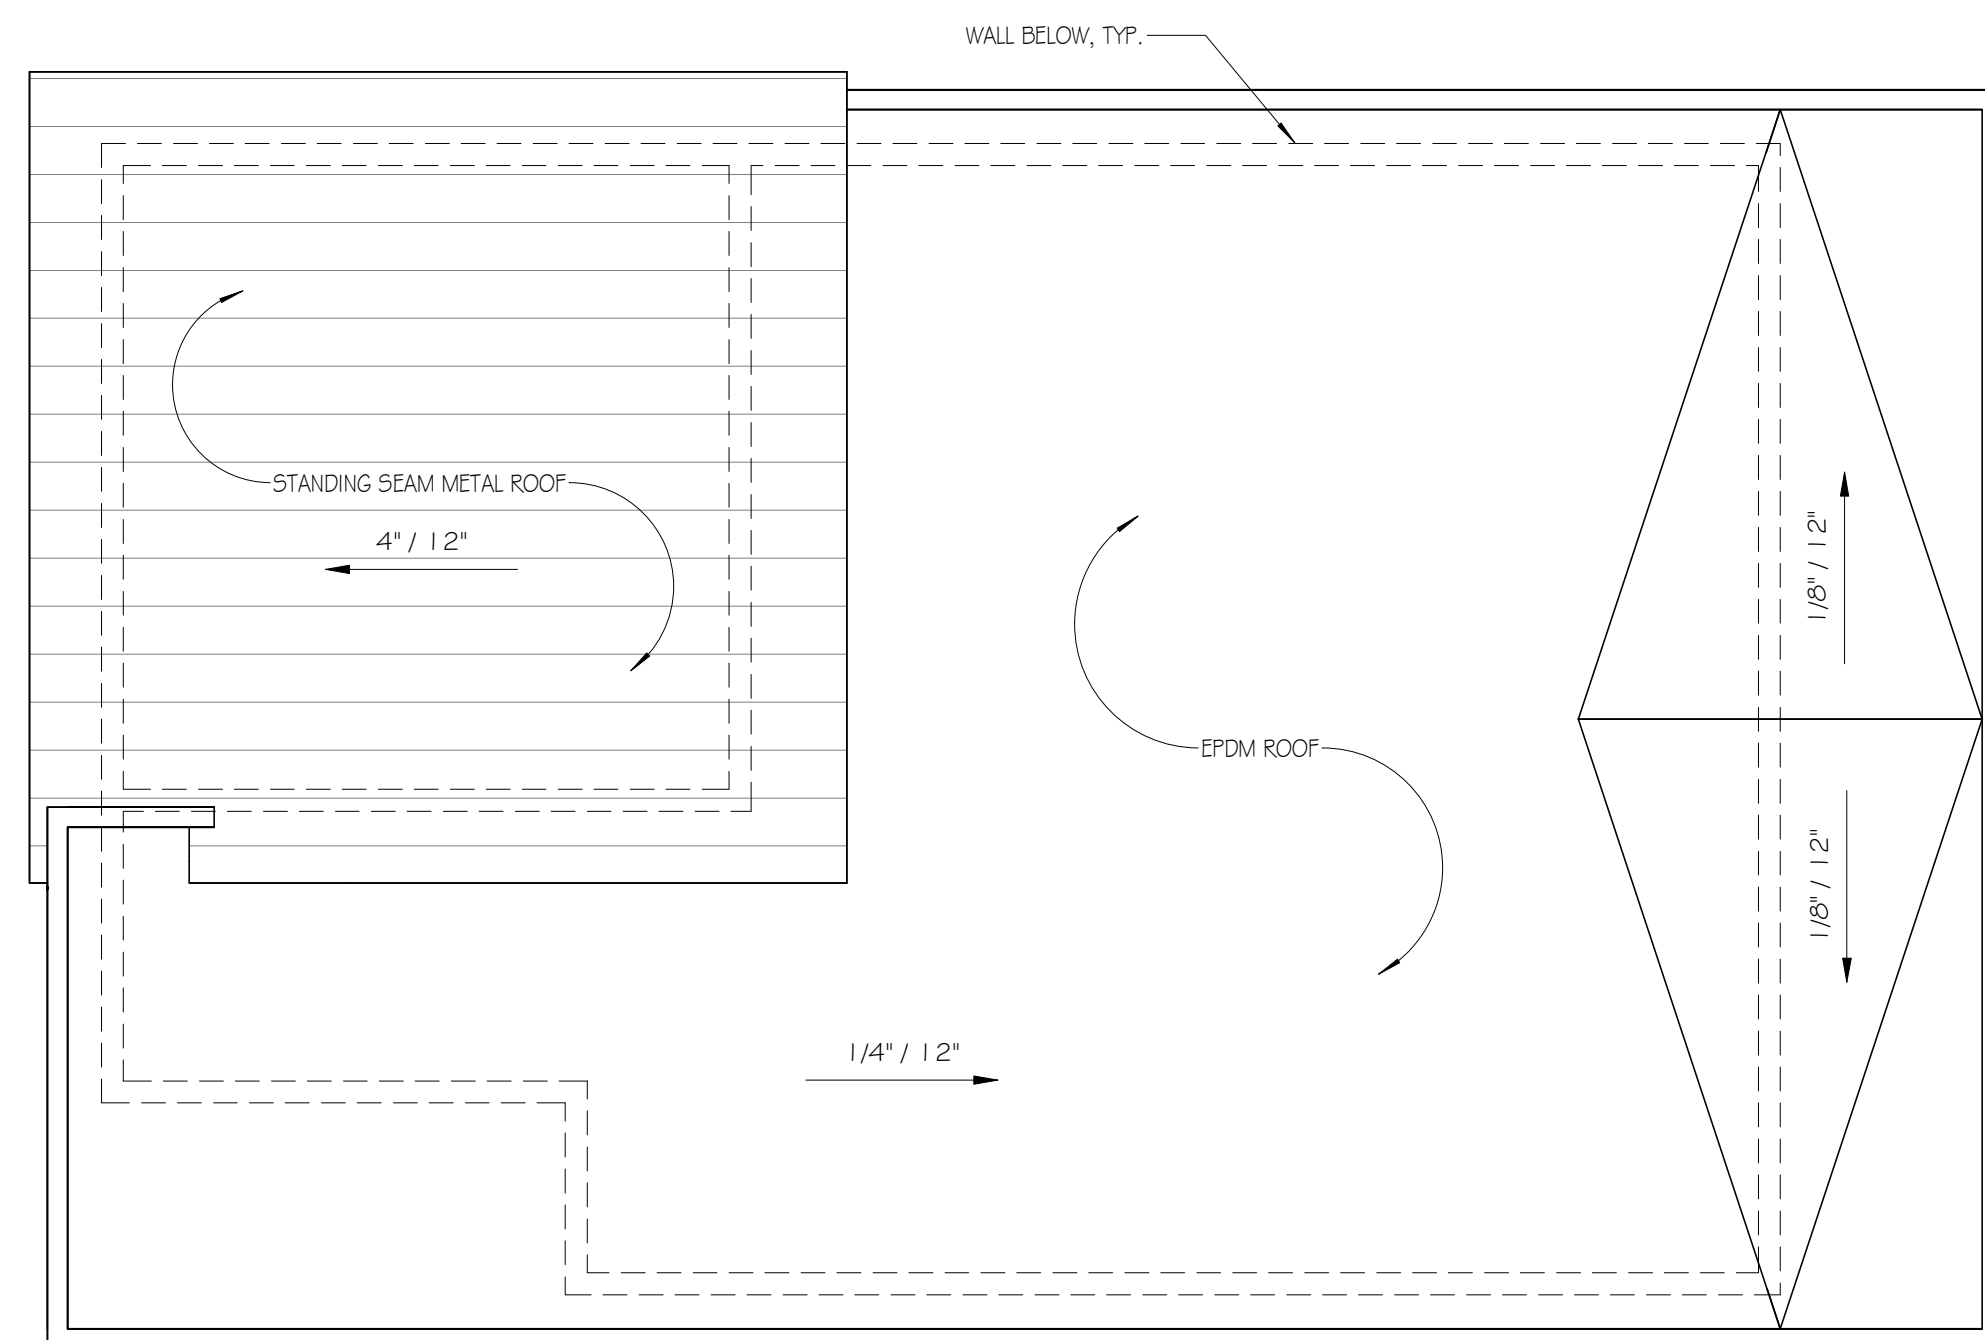 WALL BELOW, TYP.
STANDING SEAM METAL ROOF
4" / 12"
1/8" / 12"
EPDM ROOF
1/8" / 12"
1/4" / 12"